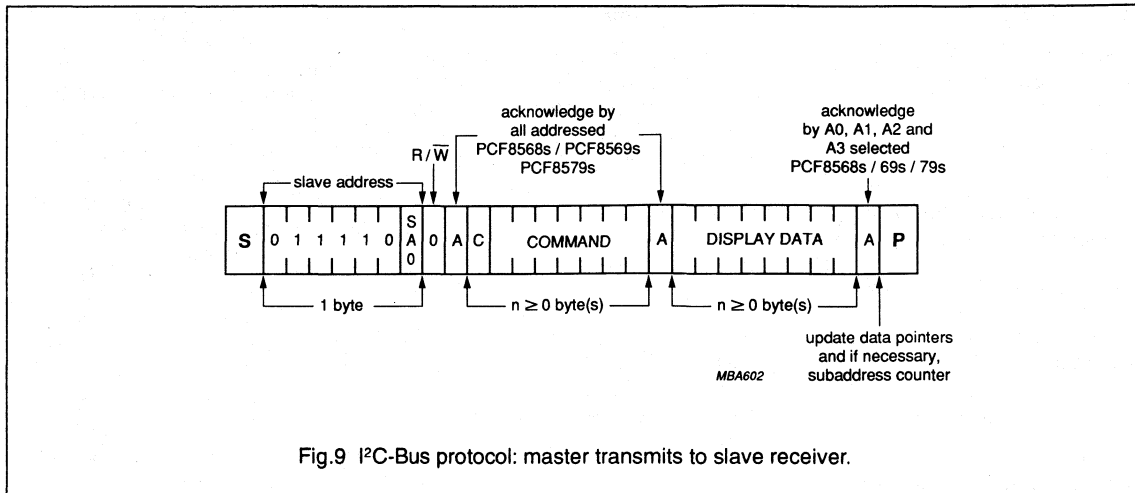 acknowledge by
all addressed
PCF8568s / PCF8569s
PCF8579s
acknowledge
by A0, A1, A2 and
A3 selected
PCF8568s / 69s / 79s
R / W̅
slave address
S 0 1 1 1 1 0 SA0 0 A C COMMAND A DISPLAY DATA A P
1 byte
n ≥ 0 byte(s)
n ≥ 0 byte(s)
update data pointers
and if necessary,
subaddress counter
MBA602
Fig.9 I²C-Bus protocol: master transmits to slave receiver.